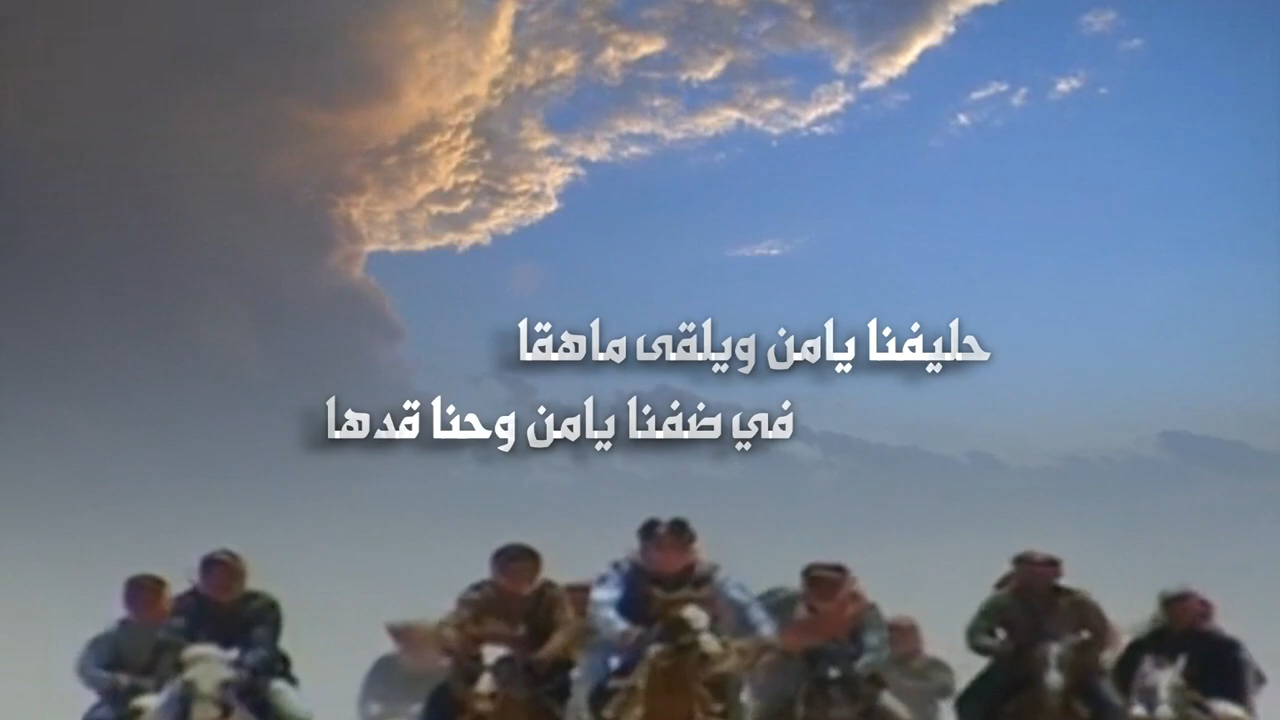 حليفنا يامن ويلقى ماهقا
في ضفنا يامن وحنا قدها